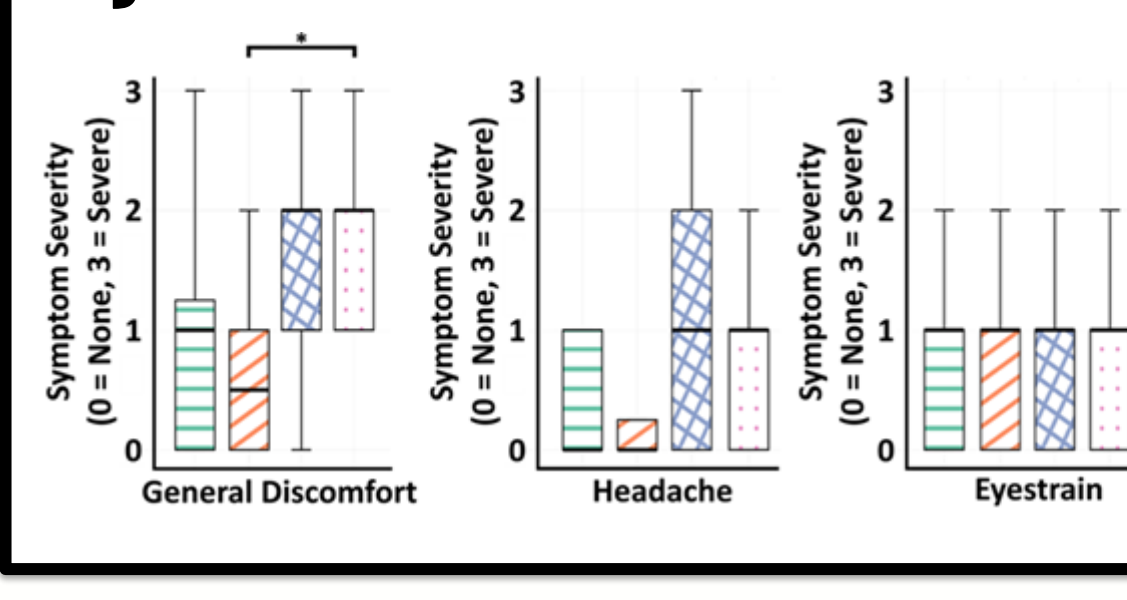 *
3
2
1
0
Symptom Severity
(0 = None, 3 = Severe)
General Discomfort
3
2
1
0
Symptom Severity
(0 = None, 3 = Severe)
Headache
3
2
1
0
Symptom Severity
(0 = None, 3 = Severe)
Eyestrain